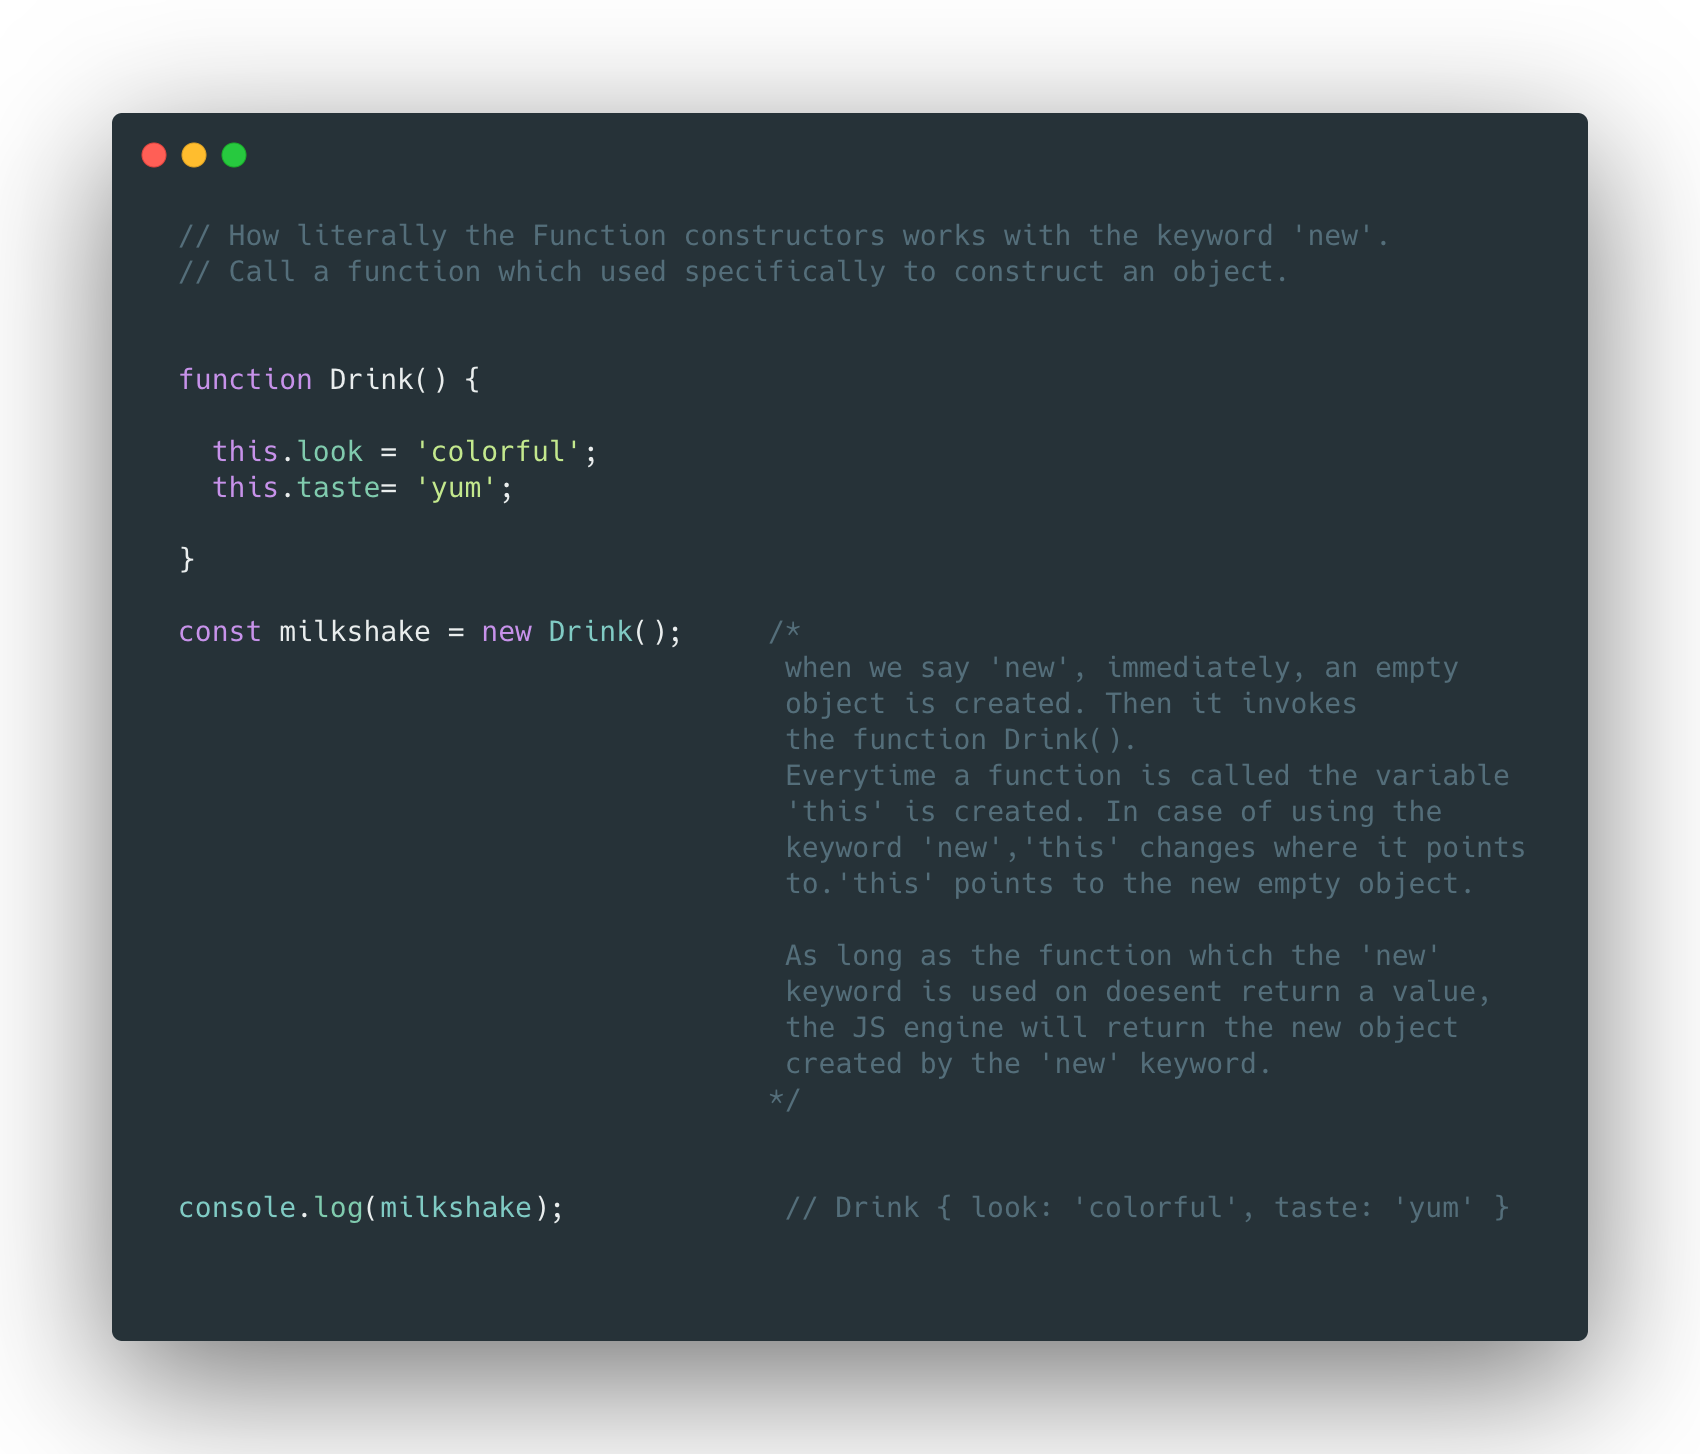 // How literally the Function constructors works with the keyword 'new'.
// Call a function which used specifically to construct an object.
function Drink() {
this.look = 'colorful';
this.taste= 'yum';
}
const milkshake = new Drink(); /*
when we say 'new', immediately, an empty
object is created. Then it invokes
the function Drink().
Everytime a function is called the variable
'this' is created. In case of using the
keyword 'new','this' changes where it points
to.'this' points to the new empty object.
As long as the function which the 'new'
keyword is used on doesent return a value,
the JS engine will return the new object
created by the 'new' keyword.
*/
console.log(milkshake); // Drink { look: 'colorful', taste: 'yum' }